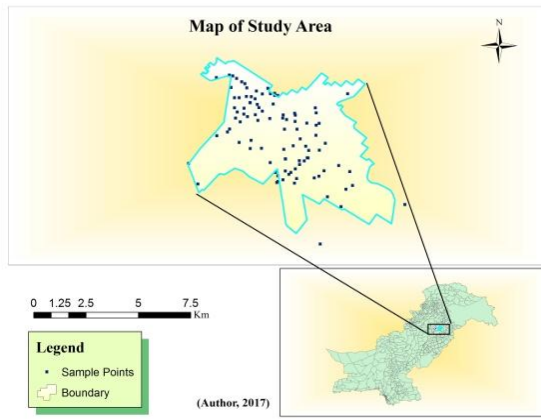 Map of Study Area
N
0 1.25 2.5 5 7.5
Km
Legend
Sample Points
Boundary
(Author, 2017)